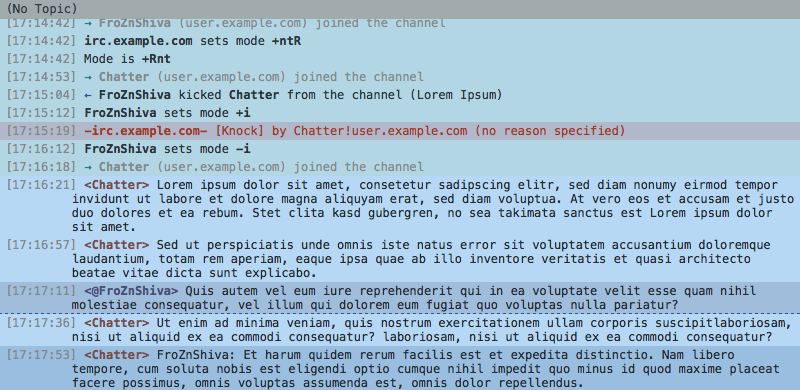 (No Topic)
[17:14:42] → FroZnShiva (user.example.com) joined the channel
[17:14:42] irc.example.com sets mode +ntR
[17:14:42] Mode is +Rnt
[17:14:53] → Chatter (user.example.com) joined the channel
[17:15:04] ← FroZnShiva kicked Chatter from the channel (Lorem Ipsum)
[17:15:12] FroZnShiva sets mode +i
[17:15:19] -irc.example.com- [Knock] by Chatter!user.example.com (no reason specified)
[17:16:12] FroZnShiva sets mode -i
[17:16:18] → Chatter (user.example.com) joined the channel
[17:16:21] <Chatter> Lorem ipsum dolor sit amet, consetetur sadipscing elitr, sed diam nonumy eirmod tempor
invidunt ut labore et dolore magna aliquyam erat, sed diam voluptua. At vero eos et accusam et justo
duo dolores et ea rebum. Stet clita kasd gubergren, no sea takimata sanctus est Lorem ipsum dolor
sit amet.
[17:16:57] <Chatter> Sed ut perspiciatis unde omnis iste natus error sit voluptatem accusantium doloremque
laudantium, totam rem aperiam, eaque ipsa quae ab illo inventore veritatis et quasi architecto
beatae vitae dicta sunt explicabo.
[17:17:11] <@FroZnShiva> Quis autem vel eum iure reprehenderit qui in ea voluptate velit esse quam nihil
molestiae consequatur, vel illum qui dolorem eum fugiat quo voluptas nulla pariatur?
[17:17:36] <Chatter> Ut enim ad minima veniam, quis nostrum exercitationem ullam corporis suscipitlaboriosam,
nisi ut aliquid ex ea commodi consequatur? laboriosam, nisi ut aliquid ex ea commodi consequatur?
[17:17:53] <Chatter> FroZnShiva: Et harum quidem rerum facilis est et expedita distinctio. Nam libero
tempore, cum soluta nobis est eligendi optio cumque nihil impedit quo minus id quod maxime placeat
facere possimus, omnis voluptas assumenda est, omnis dolor repellendus.